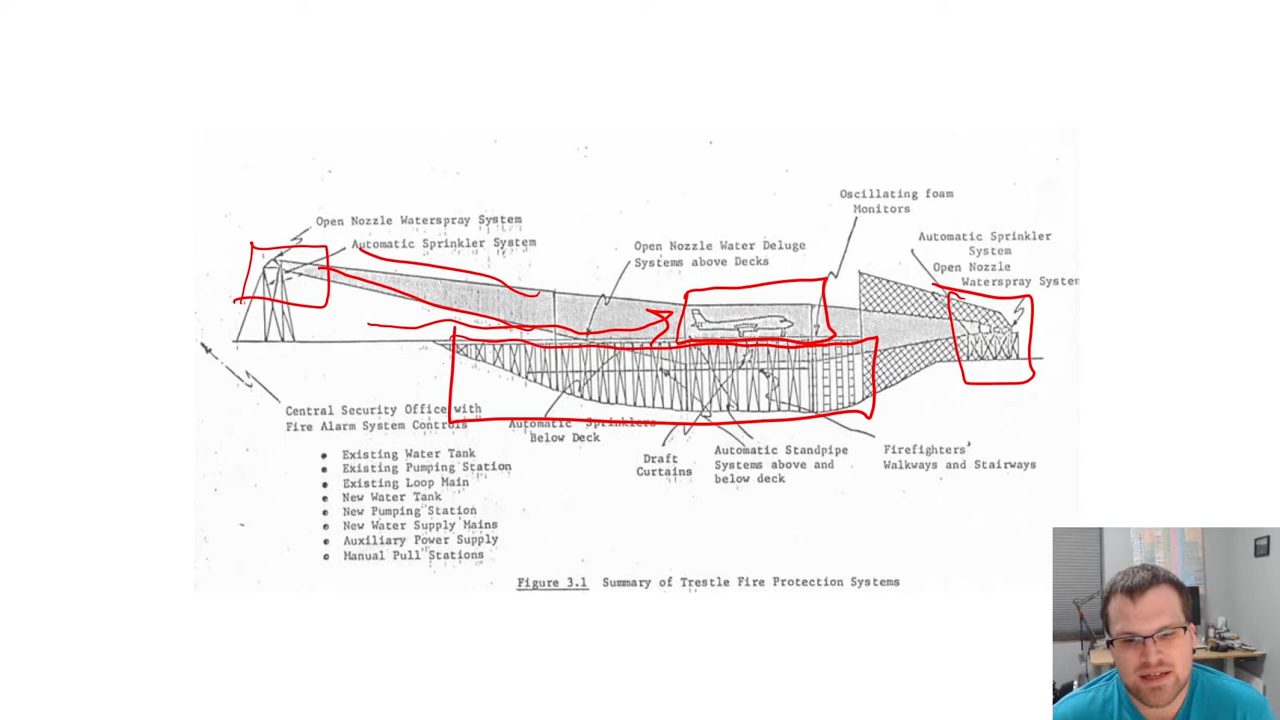 Oscillating foam
Monitors
Open Nozzle Waterspray System
Automatic Sprinkler System
Open Nozzle Water Deluge
Systems above Decks
Automatic Sprinkler
System
Open Nozzle
Waterspray System
Central Security Office with
Fire Alarm System Controls
• Existing Water Tank
• Existing Pumping Station
• Existing Loop Main
• New Water Tank
• New Pumping Station
• New Water Supply Mains
• Auxiliary Power Supply
• Manual Pull Stations
Automatic Sprinklers
Below Deck
Draft
Curtains
Automatic Standpipe
Systems above and
below deck
Firefighters'
Walkways and Stairways
Figure 3.1 Summary of Trestle Fire Protection Systems